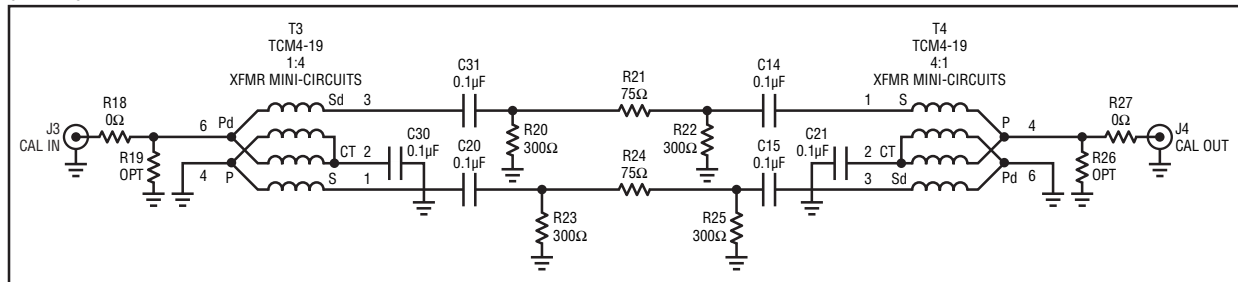 T3
TCM4-19
1:4
XFMR MINI-CIRCUITS
T4
TCM4-19
4:1
XFMR MINI-CIRCUITS
J3
CAL IN
R18
0Ω
R19
OPT
6
Pd
4
P
Sd
3
CT
2
S
1
C30
0.1µF
C31
0.1µF
C20
0.1µF
R20
300Ω
R23
300Ω
R21
75Ω
R24
75Ω
R22
300Ω
R25
300Ω
C14
0.1µF
C15
0.1µF
C21
0.1µF
1
S
2
CT
3
Sd
P
4
Pd
6
R26
OPT
R27
0Ω
J4
CAL OUT